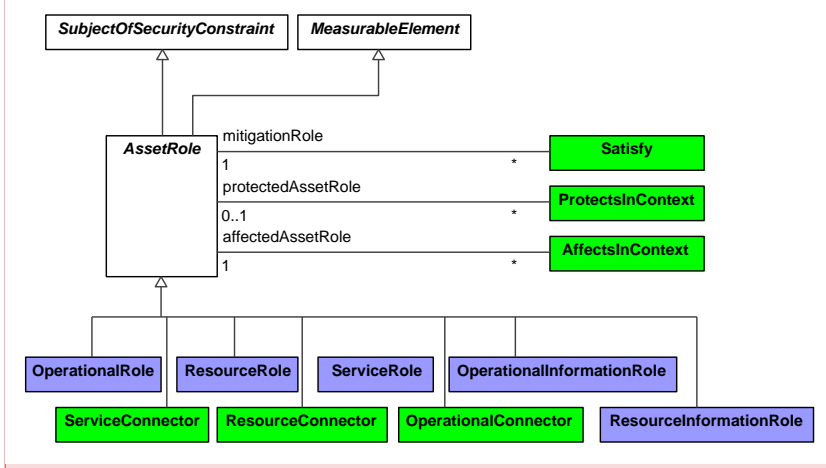 SubjectOfSecurityConstraint
MeasurableElement
AssetRole
mitigationRole
1
*
Satisfy
protectedAssetRole
0..1
*
ProtectsInContext
affectedAssetRole
1
*
AffectsInContext
OperationalRole
ResourceRole
ServiceRole
OperationalInformationRole
ServiceConnector
ResourceConnector
OperationalConnector
ResourceInformationRole